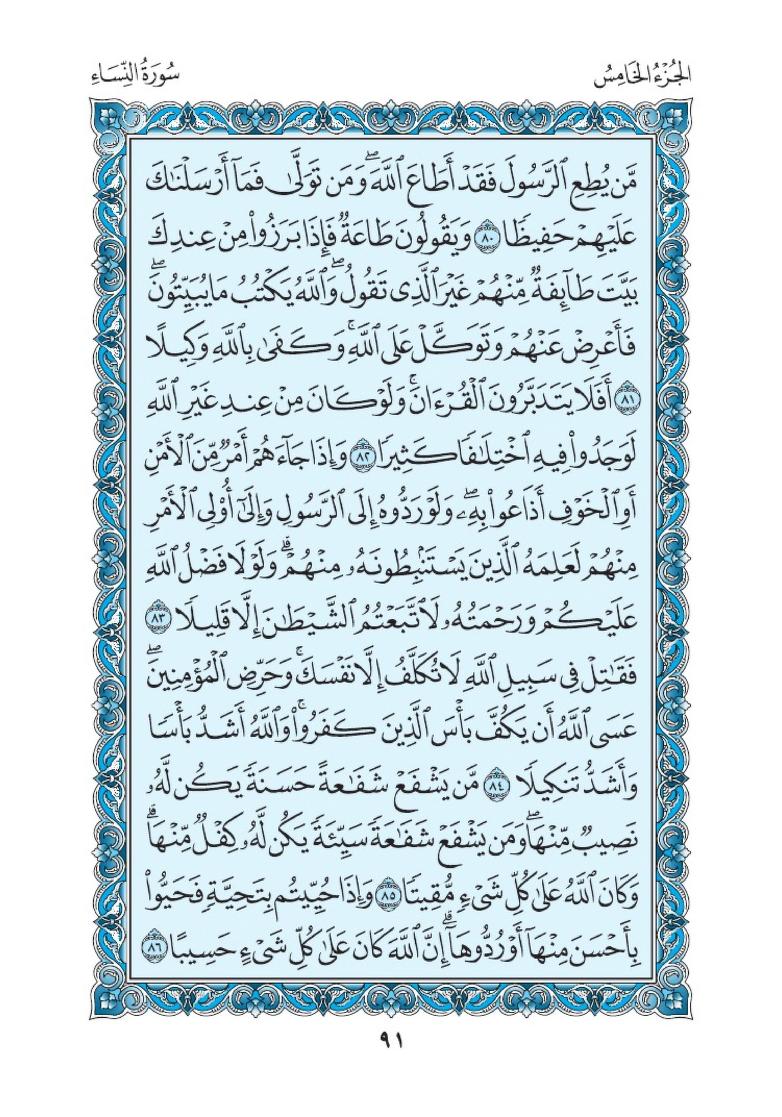 الجُزْءُ الخَامِسُ
سُورَةُ النِّسَاءِ
مَّن يُطِعِ ٱلرَّسُولَ فَقَدۡ أَطَاعَ ٱللَّهَۖ وَمَن تَوَلَّىٰ فَمَآ أَرۡسَلۡنَٰكَ
عَلَيۡهِمۡ حَفِيظٗا ٨٠ وَيَقُولُونَ طَاعَةٞ فَإِذَا بَرَزُواْ مِنۡ عِندِكَ
بَيَّتَ طَآئِفَةٞ مِّنۡهُمۡ غَيۡرَ ٱلَّذِي تَقُولُۖ وَٱللَّهُ يَكۡتُبُ مَا يُبَيِّتُونَۖ
فَأَعۡرِضۡ عَنۡهُمۡ وَتَوَكَّلۡ عَلَى ٱللَّهِۚ وَكَفَىٰ بِٱللَّهِ وَكِيلًا
٨١ أَفَلَا يَتَدَبَّرُونَ ٱلۡقُرۡءَانَۚ وَلَوۡ كَانَ مِنۡ عِندِ غَيۡرِ ٱللَّهِ
لَوَجَدُواْ فِيهِ ٱخۡتِلَٰفٗا كَثِيرٗا ٨٢ وَإِذَا جَآءَهُمۡ أَمۡرٞ مِّنَ ٱلۡأَمۡنِ
أَوِ ٱلۡخَوۡفِ أَذَاعُواْ بِهِۦۖ وَلَوۡ رَدُّوهُ إِلَى ٱلرَّسُولِ وَإِلَىٰٓ أُوْلِي ٱلۡأَمۡرِ
مِنۡهُمۡ لَعَلِمَهُ ٱلَّذِينَ يَسۡتَنۢبِطُونَهُۥ مِنۡهُمۡۗ وَلَوۡلَا فَضۡلُ ٱللَّهِ
عَلَيۡكُمۡ وَرَحۡمَتُهُۥ لَٱتَّبَعۡتُمُ ٱلشَّيۡطَٰنَ إِلَّا قَلِيلٗا ٨٣
فَقَٰتِلۡ فِي سَبِيلِ ٱللَّهِ لَا تُكَلَّفُ إِلَّا نَفۡسَكَۚ وَحَرِّضِ ٱلۡمُؤۡمِنِينَۖ
عَسَى ٱللَّهُ أَن يَكُفَّ بَأۡسَ ٱلَّذِينَ كَفَرُواْۚ وَٱللَّهُ أَشَدُّ بَأۡسٗا
وَأَشَدُّ تَنكِيلٗا ٨٤ مَّن يَشۡفَعۡ شَفَٰعَةً حَسَنَةٗ يَكُن لَّهُۥ
نَصِيبٞ مِّنۡهَاۖ وَمَن يَشۡفَعۡ شَفَٰعَةٗ سَيِّئَةٗ يَكُن لَّهُۥ كِفۡلٞ مِّنۡهَاۗ
وَكَانَ ٱللَّهُ عَلَىٰ كُلِّ شَيۡءٖ مُّقِيتٗا ٨٥ وَإِذَا حُيِّيتُم بِتَحِيَّةٖ فَحَيُّواْ
بِأَحۡسَنَ مِنۡهَآ أَوۡ رُدُّوهَآۗ إِنَّ ٱللَّهَ كَانَ عَلَىٰ كُلِّ شَيۡءٍ حَسِيبًا ٨٦
٩١